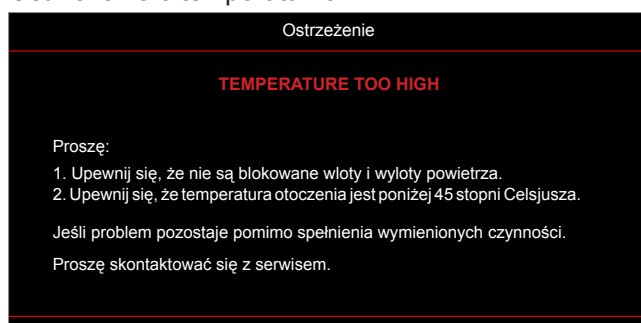 Ostrzeżenie
TEMPERATURE TOO HIGH
Proszę:
1. Upewnij się, że nie są blokowane wloty i wyloty powietrza.
2. Upewnij się, że temperatura otoczenia jest poniżej 45 stopni Celsjusza.
Jeśli problem pozostaje pomimo spełnienia wymienionych czynności.
Proszę skontaktować się z serwisem.